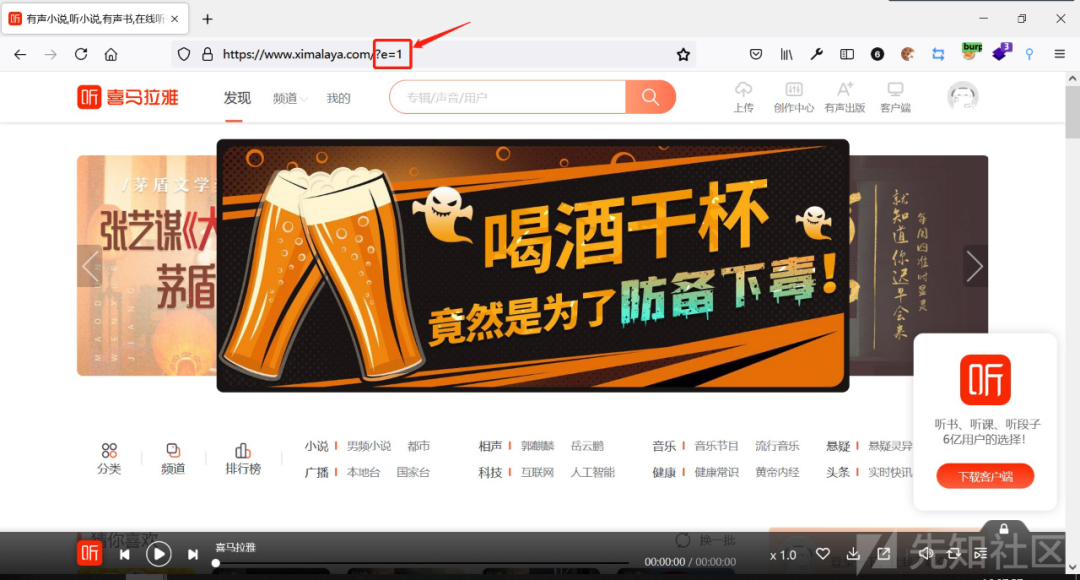 有声小说,听小说,有声书,在线听
https://www.ximalaya.com/?e=1
burp
6
3
听 喜马拉雅
发现
频道
我的
专辑/声音/用户
上传
创作中心
有声出版
客户端
/茅盾文学
张艺谋《大
茅盾
MAODUN
喝酒干杯
竟然是为了防备下毒!
就知道你迟早会来
听
听书、听课、听段子
6亿用户的选择!
下载客户端
分类
频道
排行榜
小说 男频小说 都市
相声 郭麒麟 岳云鹏
音乐 音乐节目 流行音乐
悬疑 悬疑灵异
广播 本地台 国家台
科技 互联网 人工智能
健康 健康常识 黄帝内经
头条 实时快讯
猜你喜欢
换一批
听
喜马拉雅
00:00:00 / 00:00:00
x 1.0
先知社区